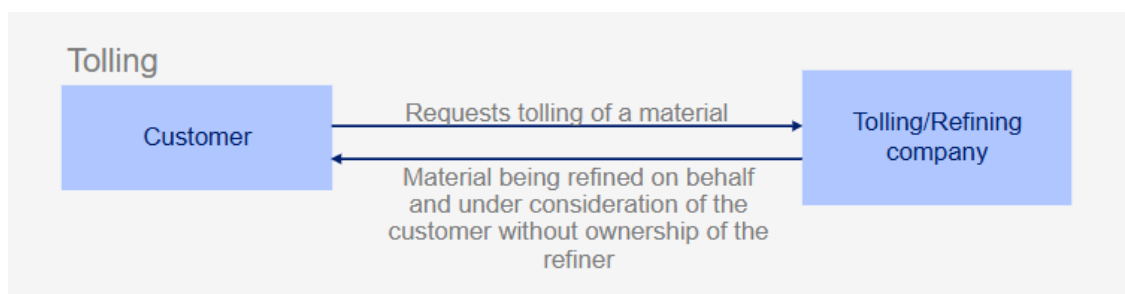 Tolling
Customer
Requests tolling of a material
Tolling/Refining
company
Material being refined on behalf
and under consideration of the
customer without ownership of the
refiner